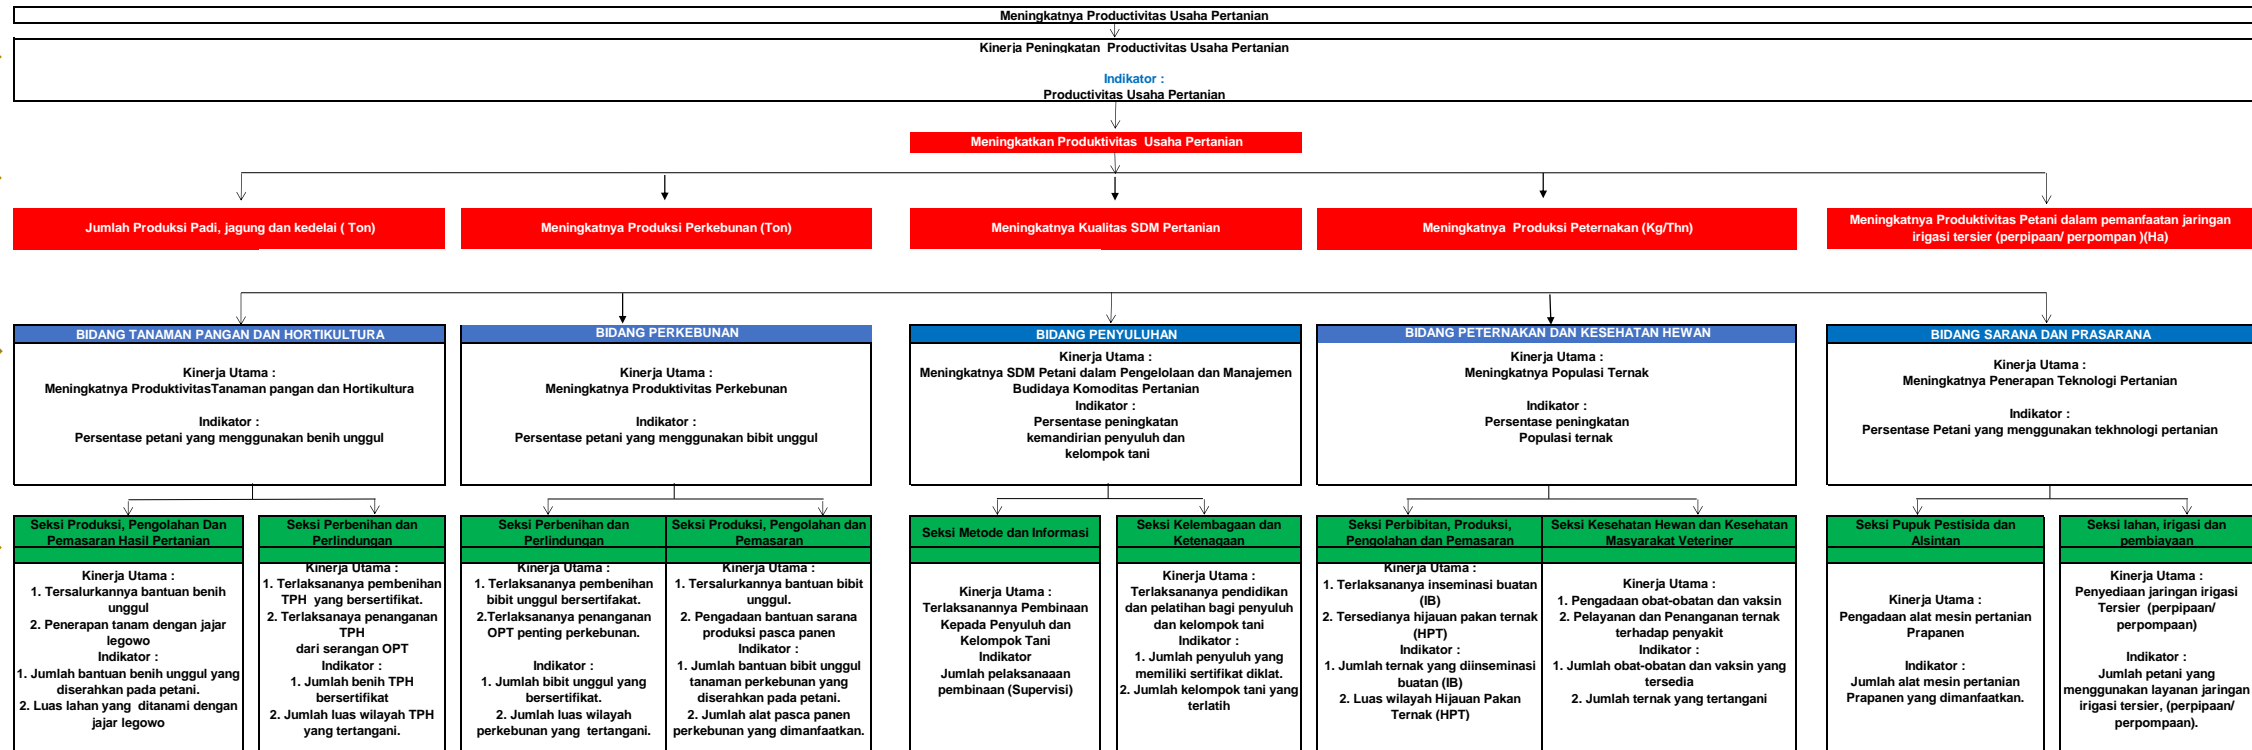 Meningkatnya Productivitas Usaha Pertanian
Kinerja Peningkatan Productivitas Usaha Pertanian
Indikator :
Productivitas Usaha Pertanian
Meningkatkan Produktivitas Usaha Pertanian
Jumlah Produksi Padi, jagung dan kedelai ( Ton)
Meningkatnya Produksi Perkebunan (Ton)
Meningkatnya Kualitas SDM Pertanian
Meningkatnya Produksi Peternakan (Kg/Thn)
Meningkatnya Produktivitas Petani dalam pemanfaatan jaringan
irigasi tersier (perpipaan/ perpompan )(Ha)
BIDANG TANAMAN PANGAN DAN HORTIKULTURA
Kinerja Utama :
Meningkatnya ProduktivitasTanaman pangan dan Hortikultura
Indikator :
Persentase petani yang menggunakan benih unggul
BIDANG PERKEBUNAN
Kinerja Utama :
Meningkatnya Produktivitas Perkebunan
Indikator :
Persentase petani yang menggunakan bibit unggul
BIDANG PENYULUHAN
Kinerja Utama :
Meningkatnya SDM Petani dalam Pengelolaan dan Manajemen
Budidaya Komoditas Pertanian
Indikator :
Persentase peningkatan
kemandirian penyuluh dan
kelompok tani
BIDANG PETERNAKAN DAN KESEHATAN HEWAN
Kinerja Utama :
Meningkatnya Populasi Ternak
Indikator :
Persentase peningkatan
Populasi ternak
BIDANG SARANA DAN PRASARANA
Kinerja Utama :
Meningkatnya Penerapan Teknologi Pertanian
Indikator :
Persentase Petani yang menggunakan tekhnologi pertanian
Seksi Produksi, Pengolahan Dan
Pemasaran Hasil Pertanian
Kinerja Utama :
1. Tersalurkannya bantuan benih
unggul
2. Penerapan tanam dengan jajar
legowo
Indikator :
1. Jumlah bantuan benih unggul yang
diserahkan pada petani.
2. Luas lahan yang ditanami dengan
jajar legowo
Seksi Perbenihan dan
Perlindungan
Kinerja Utama :
1. Terlaksananya pembenihan
TPH yang bersertifikat.
2. Terlaksanaya penanganan
TPH
dari serangan OPT
Indikator :
1. Jumlah benih TPH
bersertifikat
2. Jumlah luas wilayah TPH
yang tertangani.
Seksi Perbenihan dan
Perlindungan
Kinerja Utama :
1. Terlaksananya pembenihan
bibit unggul bersertifakat.
2.Terlaksananya penanganan
OPT penting perkebunan.
Indikator :
1. Jumlah bibit unggul yang
bersertifikat.
2. Jumlah luas wilayah
perkebunan yang tertangani.
Seksi Produksi, Pengolahan dan
Pemasaran
Kinerja Utama :
1. Tersalurkannya bantuan bibit
unggul.
2. Pengadaan bantuan sarana
produksi pasca panen
Indikator :
1. Jumlah bantuan bibit unggul
tanaman perkebunan yang
diserahkan pada petani.
2. Jumlah alat pasca panen
perkebunan yang dimanfaatkan.
Seksi Metode dan Informasi
Kinerja Utama :
Terlaksanannya Pembinaan
Kepada Penyuluh dan
Kelompok Tani
Indikator
Jumlah pelaksanaaan
pembinaan (Supervisi)
Seksi Kelembagaan dan
Ketenagaan
Kinerja Utama :
Terlaksananya pendidikan
dan pelatihan bagi penyuluh
dan kelompok tani
Indikator :
1. Jumlah penyuluh yang
memiliki sertifikat diklat.
2. Jumlah kelompok tani yang
terlatih
Seksi Perbibitan, Produksi,
Pengolahan dan Pemasaran
Kinerja Utama :
1. Terlaksananya inseminasi buatan
(IB)
2. Tersedianya hijauan pakan ternak
(HPT)
Indikator :
1. Jumlah ternak yang diinseminasi
buatan (IB)
2. Luas wilayah Hijauan Pakan
Ternak (HPT)
Seksi Kesehatan Hewan dan Kesehatan
Masyarakat Veteriner
Kinerja Utama :
1. Pengadaan obat-obatan dan vaksin
2. Pelayanan dan Penanganan ternak
terhadap penyakit
Indikator :
1. Jumlah obat-obatan dan vaksin yang
tersedia
2. Jumlah ternak yang tertangani
Seksi Pupuk Pestisida dan
Alsintan
Kinerja Utama :
Pengadaan alat mesin pertanian
Prapanen
Indikator :
Jumlah alat mesin pertanian
Prapanen yang dimanfaatkan.
Seksi lahan, irigasi dan
pembiayaan
Kinerja Utama :
Penyediaan jaringan irigasi
Tersier (perpipaan/
perpompaan)
Indikator :
Jumlah petani yang
menggunakan layanan jaringan
irigasi tersier, (perpipaan/
perpompaan).